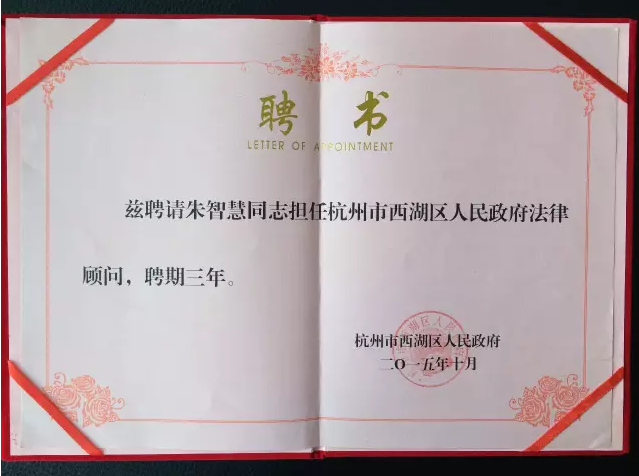 聘 书
LETTER OF APPOINTMENT
兹聘请朱智慧同志担任杭州市西湖区人民政府法律
顾问，聘期三年。
杭州市西湖区人民政府
二〇一五年十月